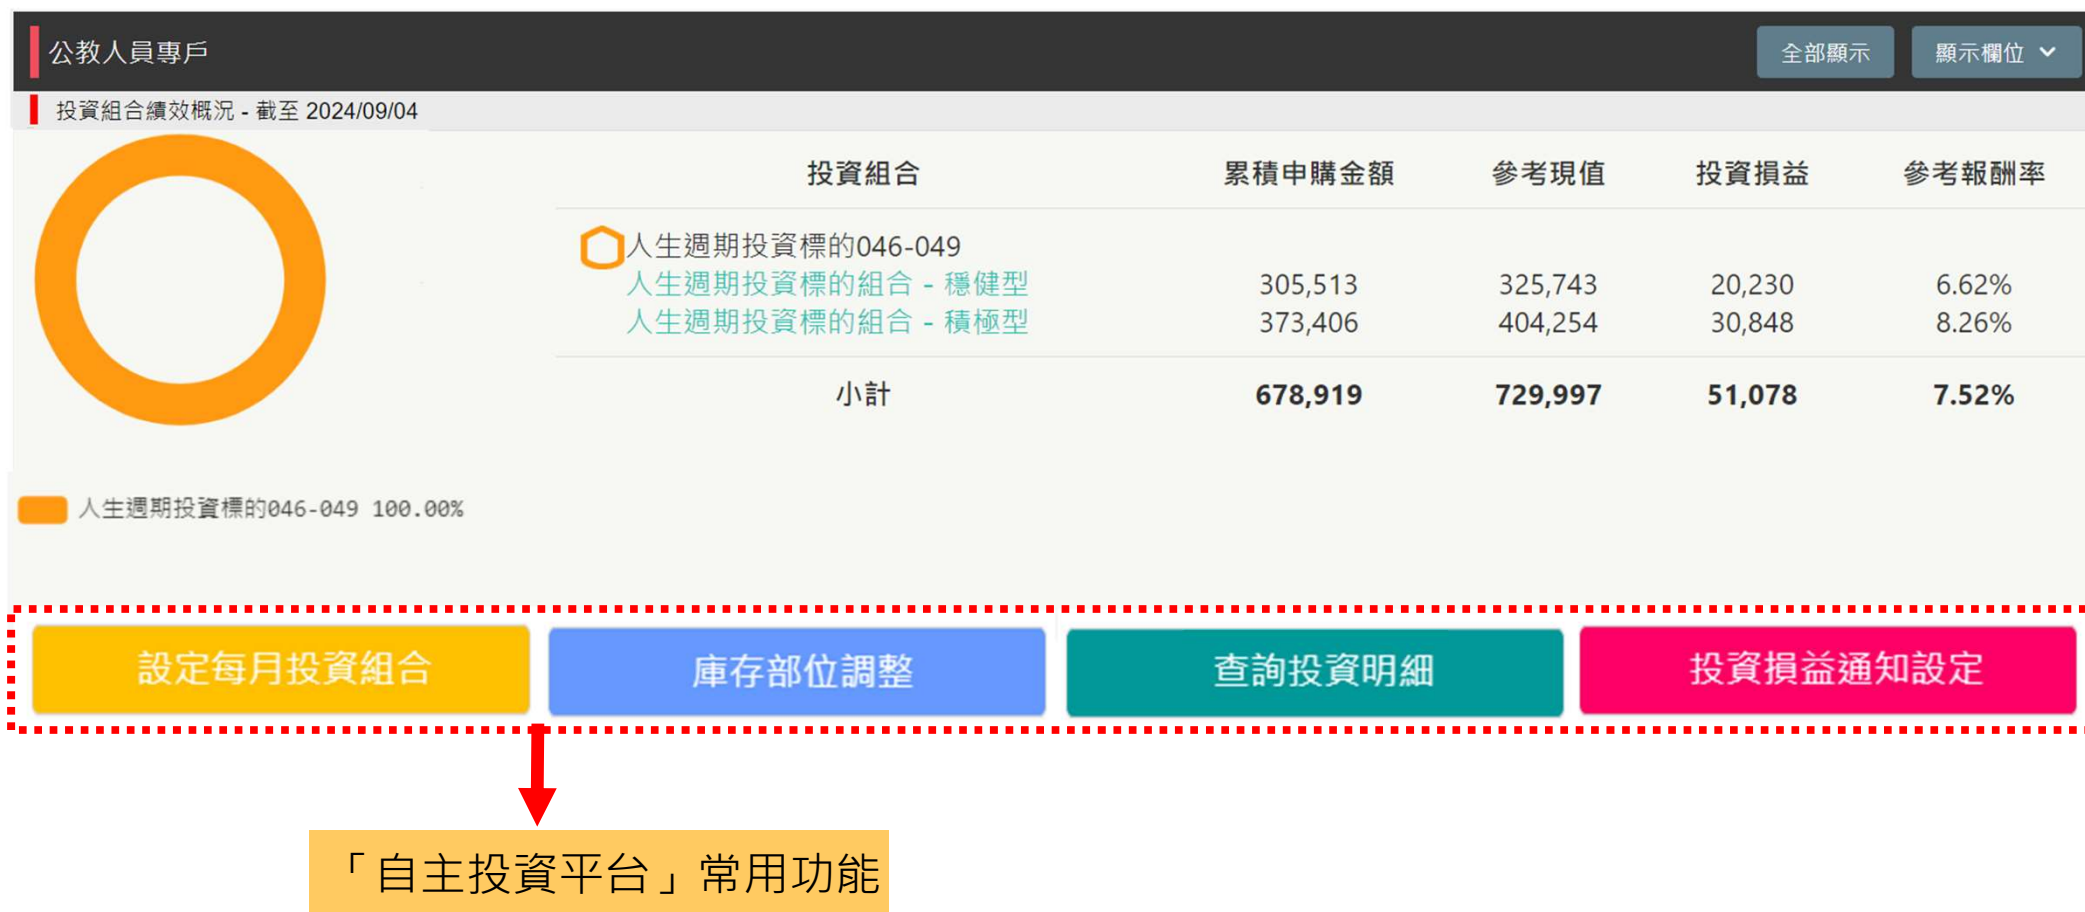 公教人員專戶
全部顯示
顯示欄位
投資組合績效概況 - 截至 2024/09/04
投資組合 累積申購金額 參考現值 投資損益 參考報酬率
人生週期投資標的046-049
人生週期投資標的組合 - 穩健型 305,513 325,743 20,230 6.62%
人生週期投資標的組合 - 積極型 373,406 404,254 30,848 8.26%
小計 678,919 729,997 51,078 7.52%
人生週期投資標的046-049 100.00%
設定每月投資組合
庫存部位調整
查詢投資明細
投資損益通知設定
「自主投資平台」常用功能